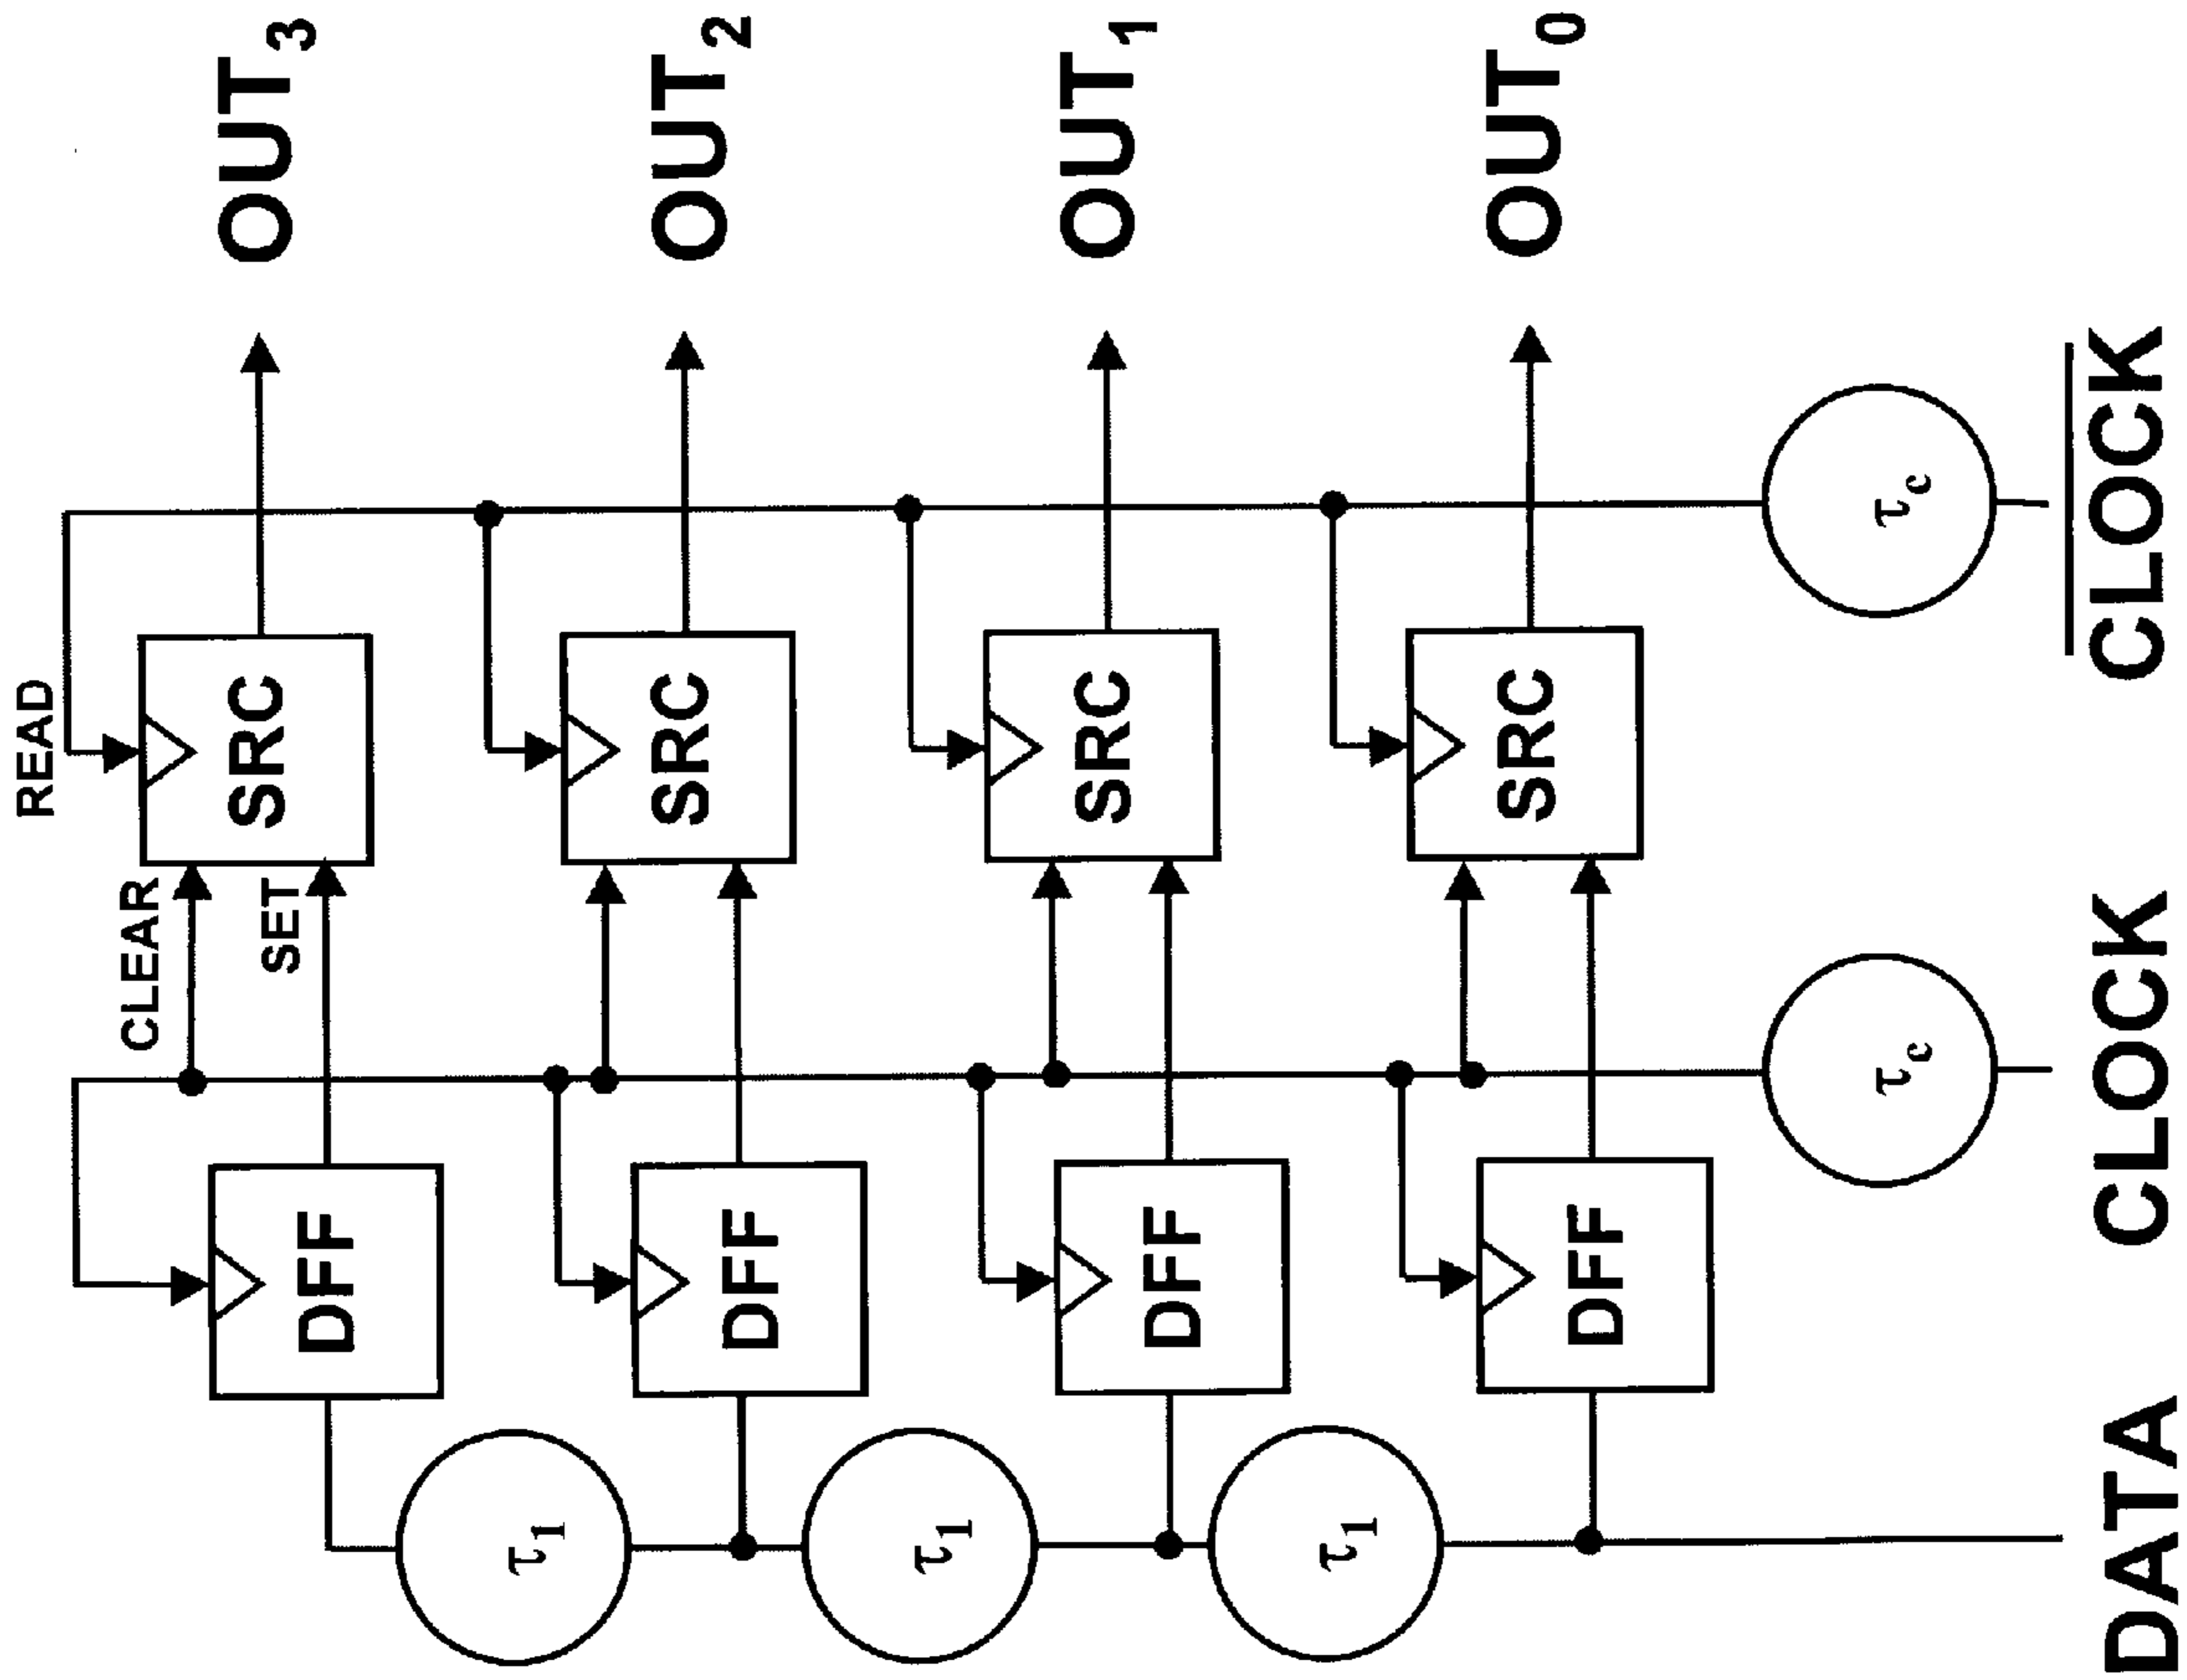 READ
CLEAR
SET
DFF
SRC
OUT₃
τ₁
DFF
SRC
OUT₂
τ₁
DFF
SRC
OUT₁
τ₁
DFF
SRC
OUT₀
τc
τc
DATA
CLOCK
C̅L̅O̅C̅K̅